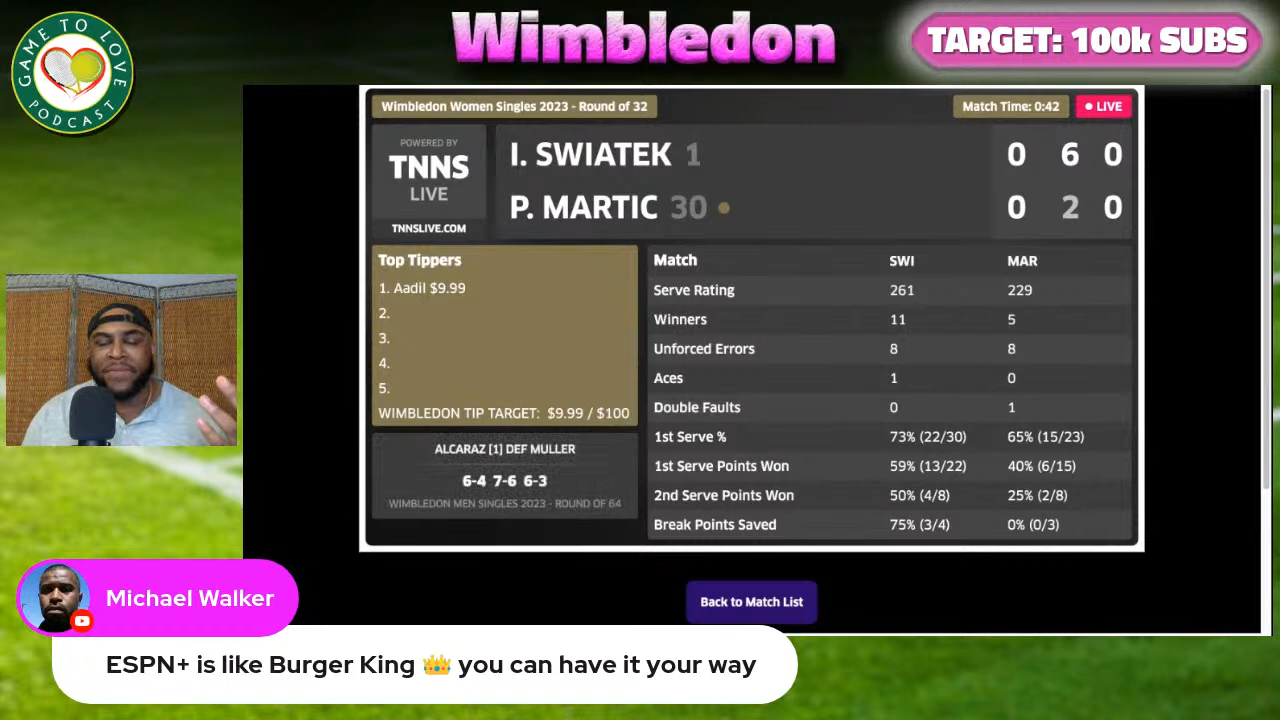 GAME TO LOVE
PODCAST
Wimbledon
TARGET: 100k SUBS
Wimbledon Women Singles 2023 - Round of 32
Match Time: 0:42
LIVE
POWERED BY
TNNS
LIVE
TNNSLIVE.COM
I. SWIATEK 1 0 6 0
P. MARTIC 30 0 2 0
Top Tippers
1. Aadil $9.99
2.
3.
4.
5.
WIMBLEDON TIP TARGET: $9.99 / $100
ALCARAZ [1] DEF MULLER
6-4 7-6 6-3
WIMBLEDON MEN SINGLES 2023 - ROUND OF 64
Match SWI MAR
Serve Rating 261 229
Winners 11 5
Unforced Errors 8 8
Aces 1 0
Double Faults 0 1
1st Serve % 73% (22/30) 65% (15/23)
1st Serve Points Won 59% (13/22) 40% (6/15)
2nd Serve Points Won 50% (4/8) 25% (2/8)
Break Points Saved 75% (3/4) 0% (0/3)
Back to Match List
Michael Walker
ESPN+ is like Burger King 👑 you can have it your way